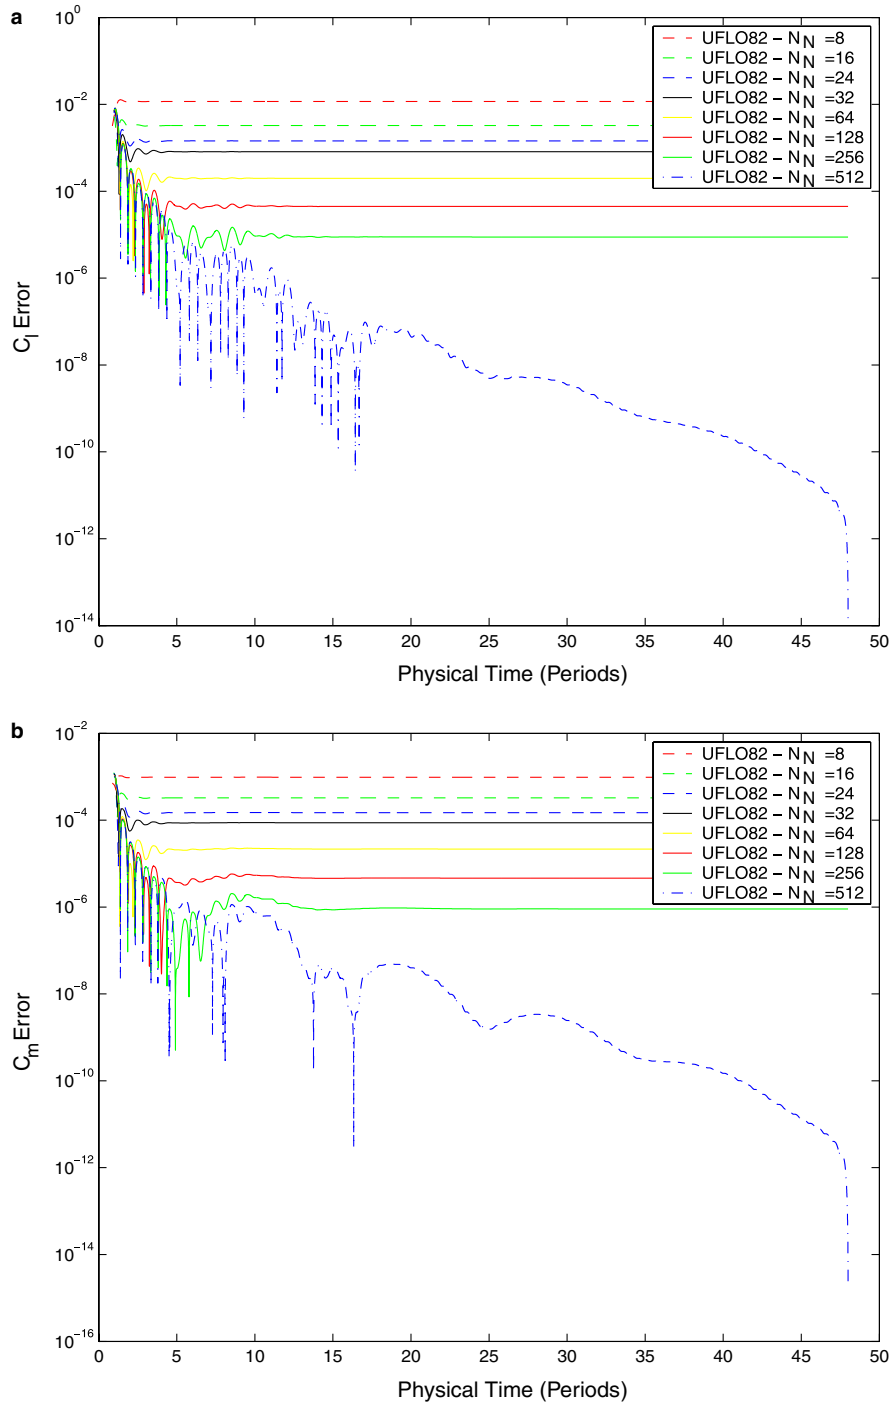 a
10^0
10^-2
10^-4
10^-6
10^-8
10^-10
10^-12
10^-14
C_l Error
UFLO82 – N_N =8
UFLO82 – N_N =16
UFLO82 – N_N =24
UFLO82 – N_N =32
UFLO82 – N_N =64
UFLO82 – N_N =128
UFLO82 – N_N =256
UFLO82 – N_N =512
0 5 10 15 20 25 30 35 40 45 50
Physical Time (Periods)
b
10^-2
10^-4
10^-6
10^-8
10^-10
10^-12
10^-14
10^-16
C_m Error
UFLO82 – N_N =8
UFLO82 – N_N =16
UFLO82 – N_N =24
UFLO82 – N_N =32
UFLO82 – N_N =64
UFLO82 – N_N =128
UFLO82 – N_N =256
UFLO82 – N_N =512
0 5 10 15 20 25 30 35 40 45 50
Physical Time (Periods)